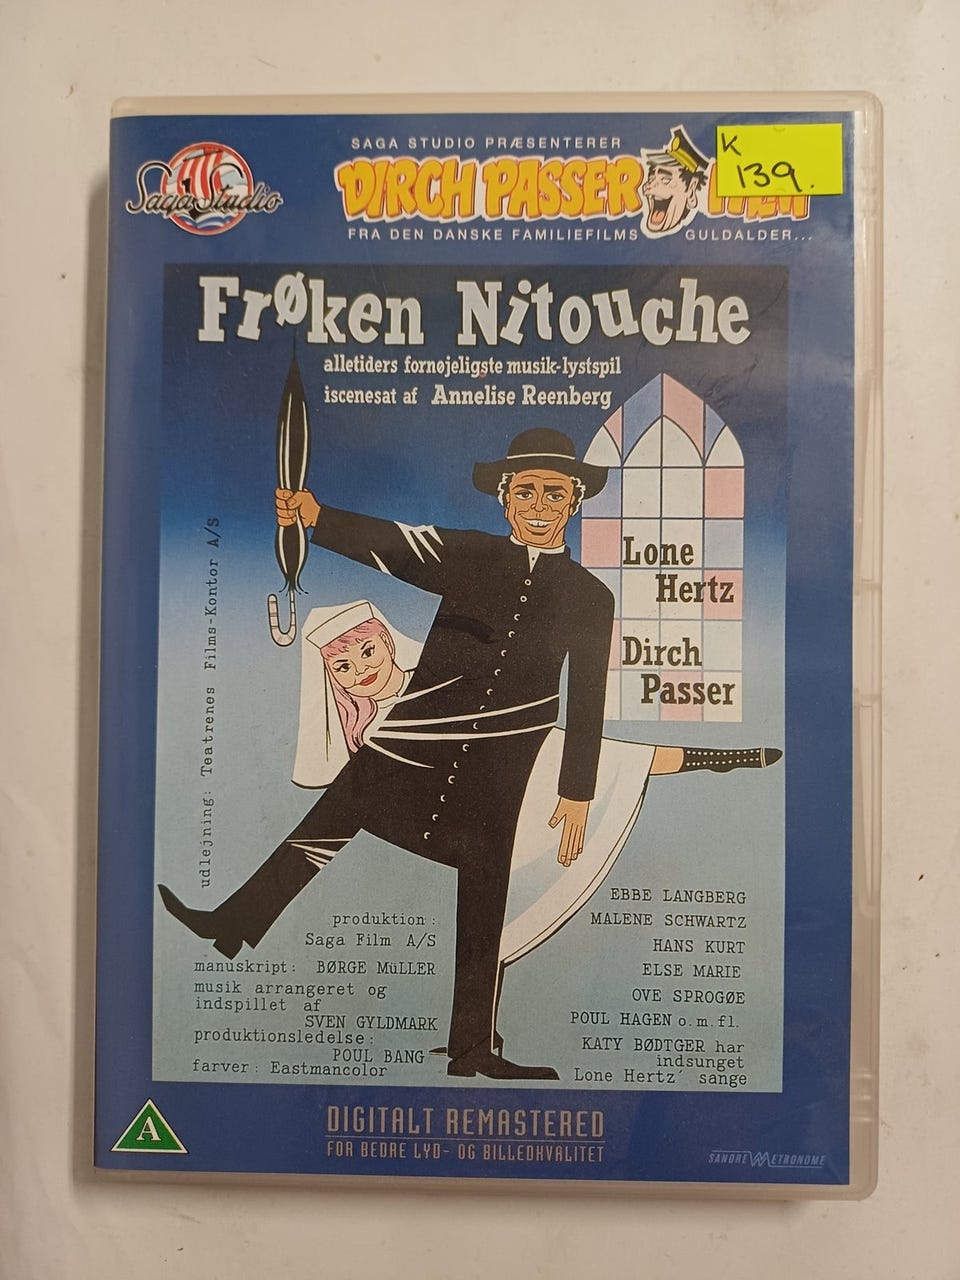 SAGA STUDIO PRÆSENTERER
Saga Studio
DIRCH PASSER
K
139.
FRA DEN DANSKE FAMILIEFILMS GULDALDER...
Frøken Nitouche
alletiders fornøjeligste musik-lystspil
iscenesat af Annelise Reenberg
Lone
Hertz
Dirch
Passer
udlejning: Teatrenes Films-Kontor A/S
produktion:
Saga Film A/S
manuskript: BØRGE MüLLER
musik arrangeret og
indspillet af
SVEN GYLDMARK
produktionsledelse:
POUL BANG
farver: Eastmancolor
EBBE LANGBERG
MALENE SCHWARTZ
HANS KURT
ELSE MARIE
OVE SPROGØE
POUL HAGEN o.m.fl.
KATY BØDTGER har
indsunget
Lone Hertz´ sange
A
DIGITALT REMASTERED
FOR BEDRE LYD- OG BILLEDKVALITET
SANDREW METRONOME